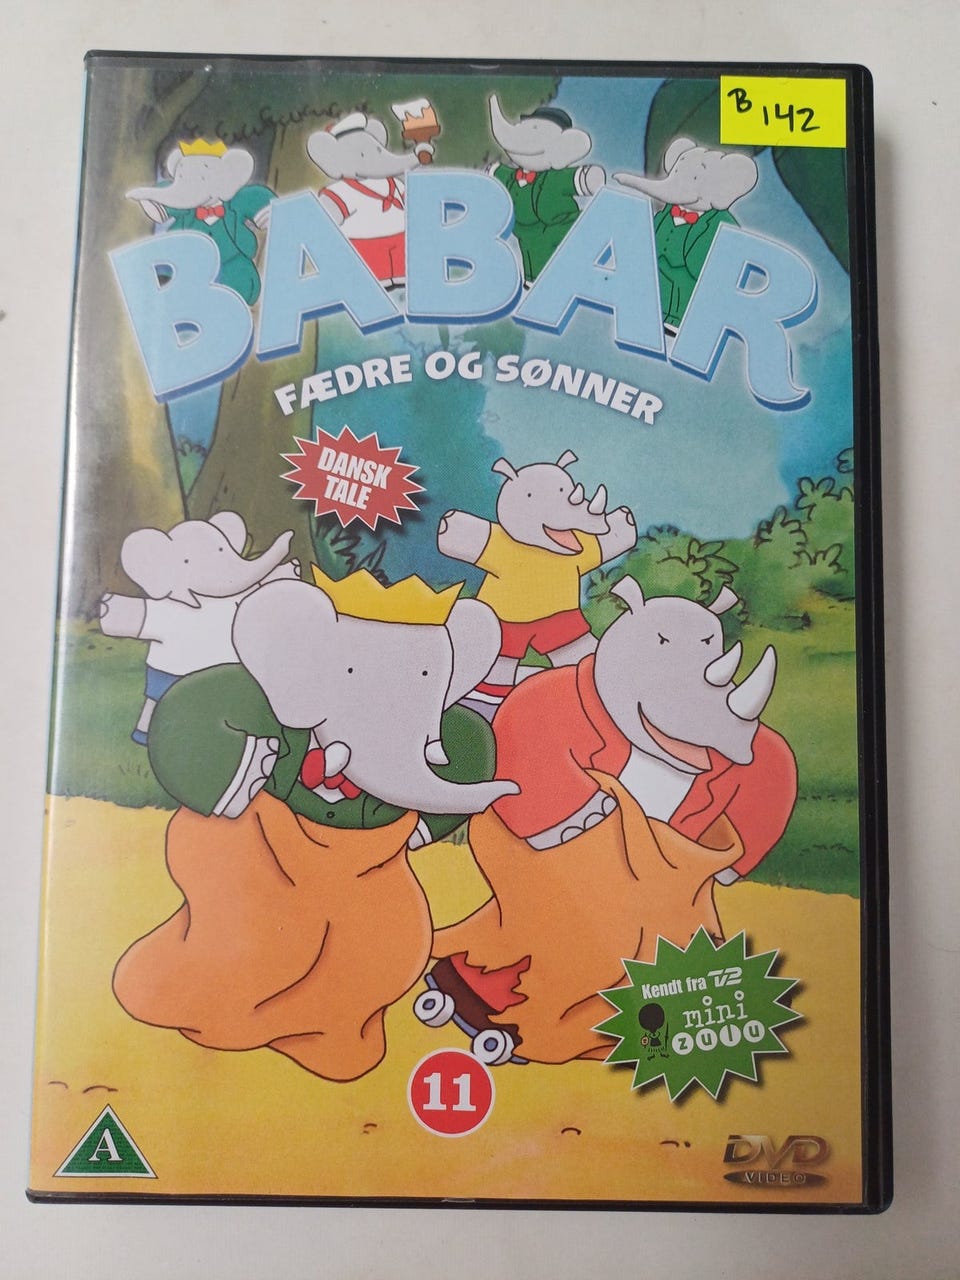 B 142
BABAR
FÆDRE OG SØNNER
DANSK
TALE
Kendt fra TV2
mini
zulu
11
A
DVD
VIDEO